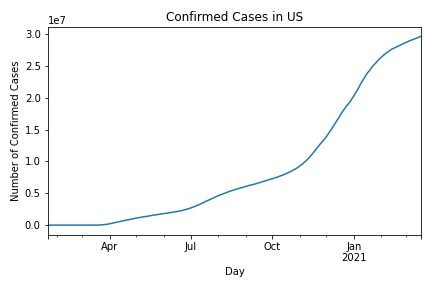 Confirmed Cases in US
1e7
3.0
2.5
2.0
1.5
1.0
0.5
0.0
Number of Confirmed Cases
Apr
Jul
Oct
Jan
2021
Day